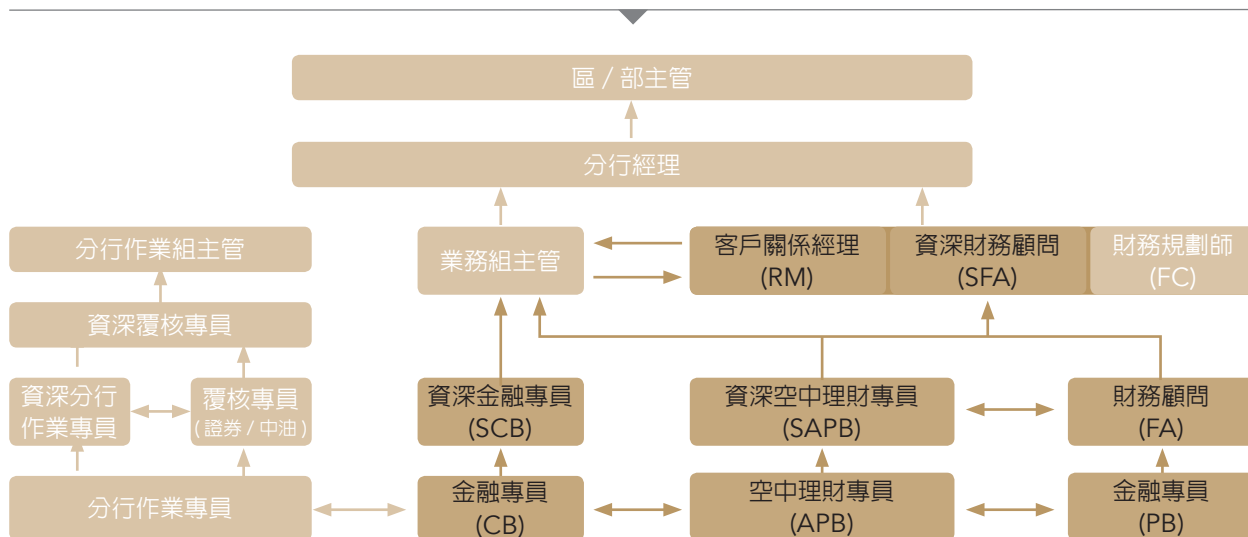 區 / 部主管
分行經理
分行作業組主管
業務組主管
客戶關係經理
(RM)
資深財務顧問
(SFA)
財務規劃師
(FC)
資深覆核專員
資深分行
作業專員
覆核專員
( 證券 / 中油 )
資深金融專員
(SCB)
資深空中理財專員
(SAPB)
財務顧問
(FA)
分行作業專員
金融專員
(CB)
空中理財專員
(APB)
金融專員
(PB)